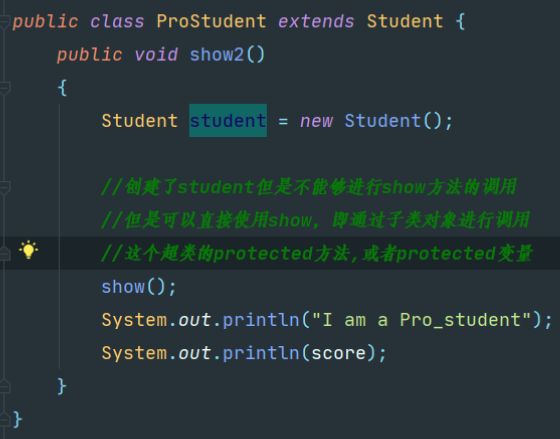 public class ProStudent extends Student {
public void show2()
{
Student student = new Student();
//创建了student但是不能够进行show方法的调用
//但是可以直接使用show, 即通过子类对象进行调用
//这个超类的protected方法,或者protected变量
show();
System.out.println("I am a Pro_student");
System.out.println(score);
}
}